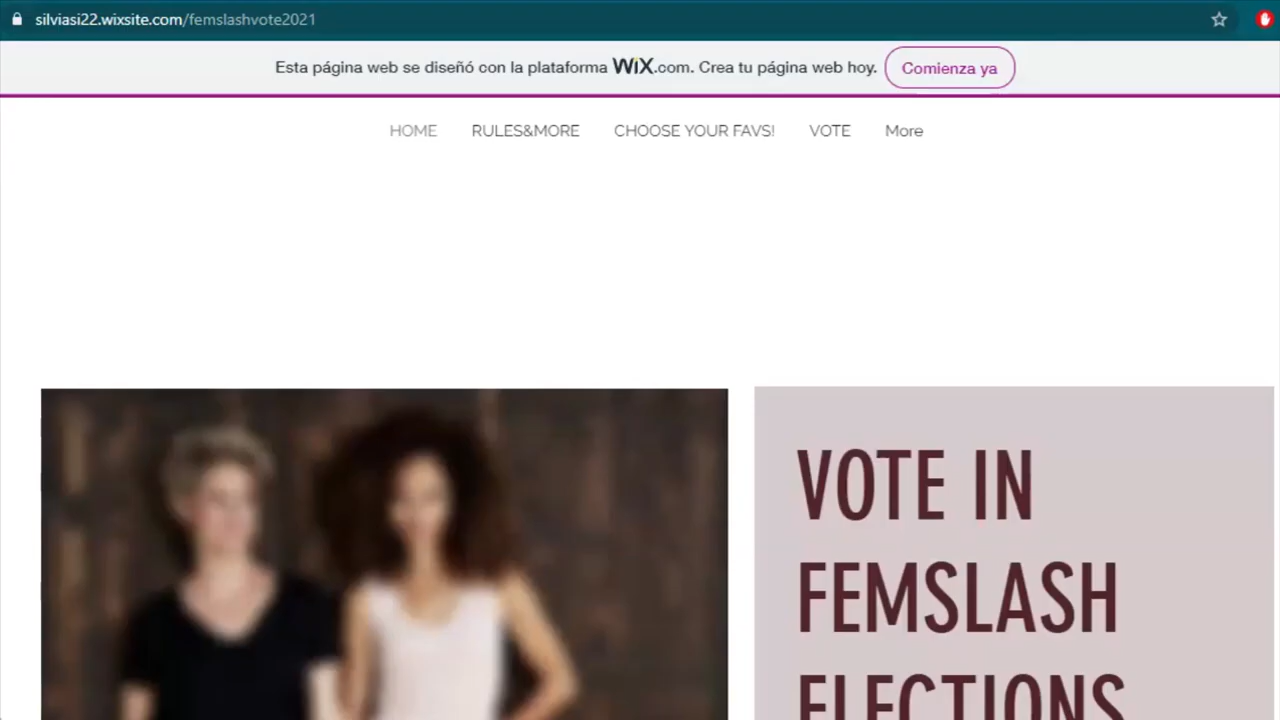 silviasi22.wixsite.com/femslashvote2021
Esta página web se diseñó con la plataforma WiX.com. Crea tu página web hoy. Comienza ya
HOME RULES&MORE CHOOSE YOUR FAVS! VOTE More
VOTE IN
FEMSLASH
ELECTIONS